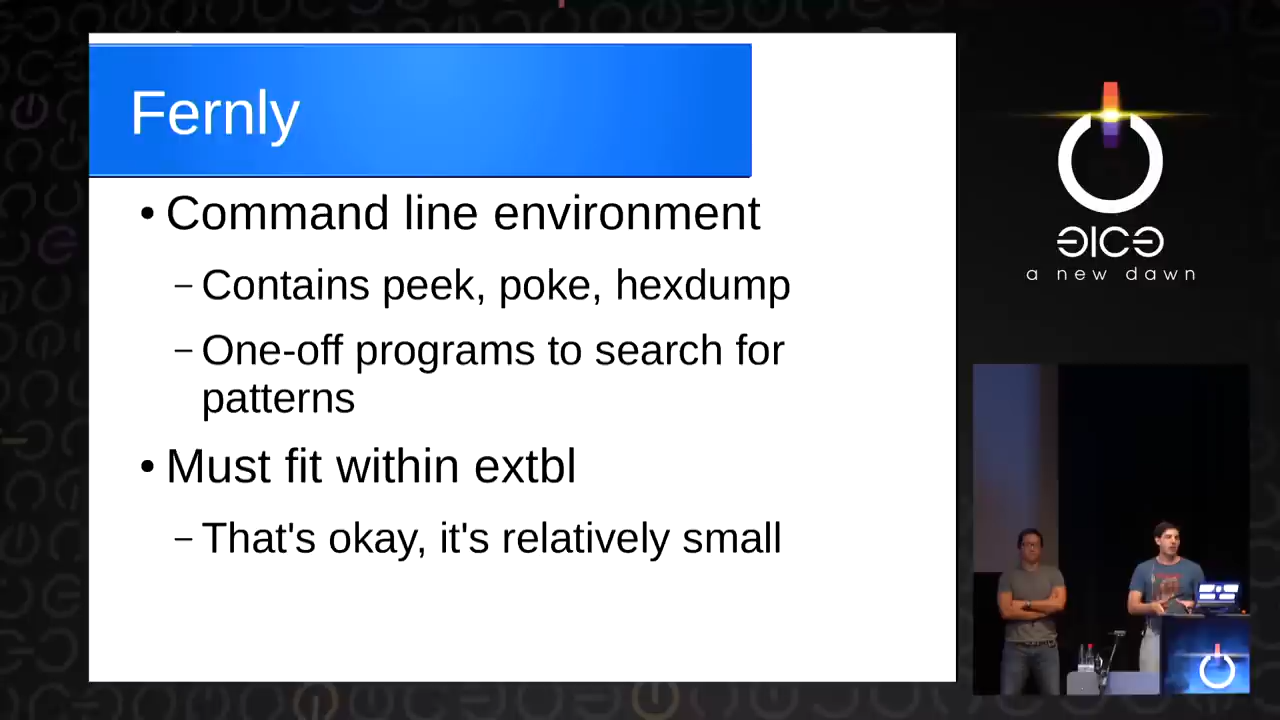 Fernly
• Command line environment
– Contains peek, poke, hexdump
– One-off programs to search for
patterns
• Must fit within extbl
– That's okay, it's relatively small
ƎICƎ
a new dawn